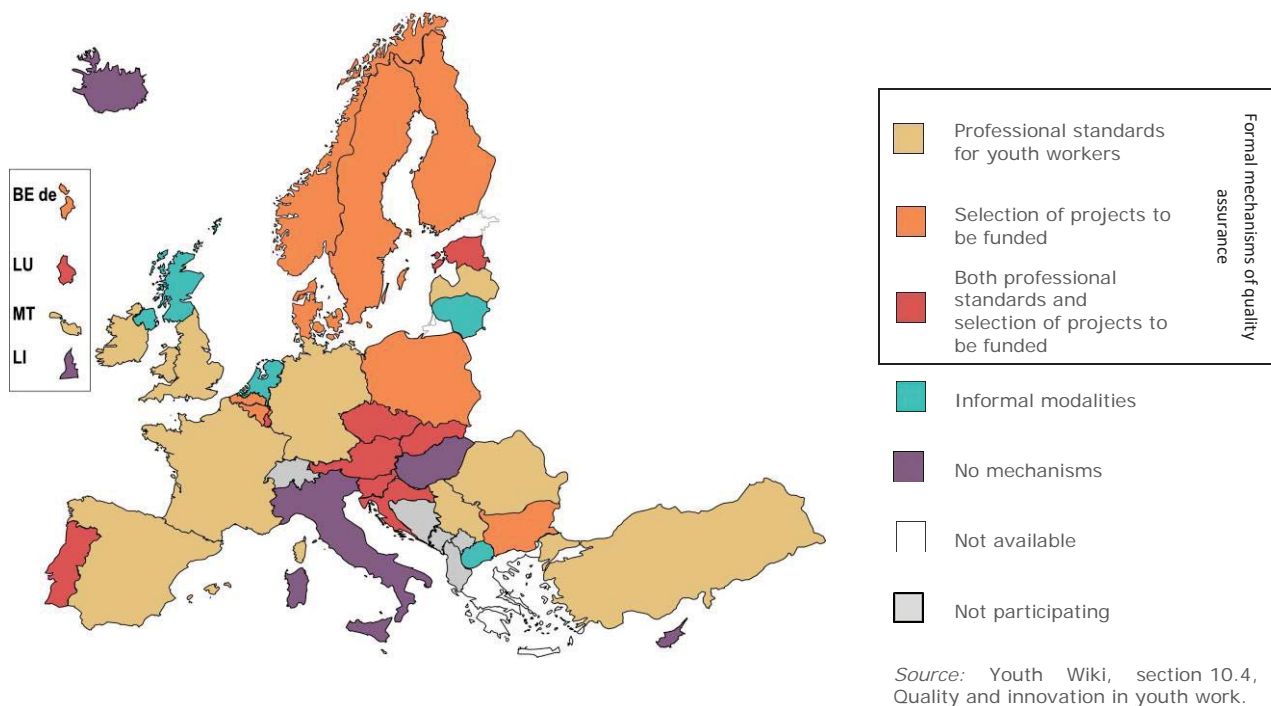 BE de
LU
MT
LI
Professional standards
for youth workers
Selection of projects to
be funded
Both professional
standards and
selection of projects to
be funded
Formal mechanisms of quality
assurance
Informal modalities
No mechanisms
Not available
Not participating
Source: Youth Wiki, section 10.4,
Quality and innovation in youth work.